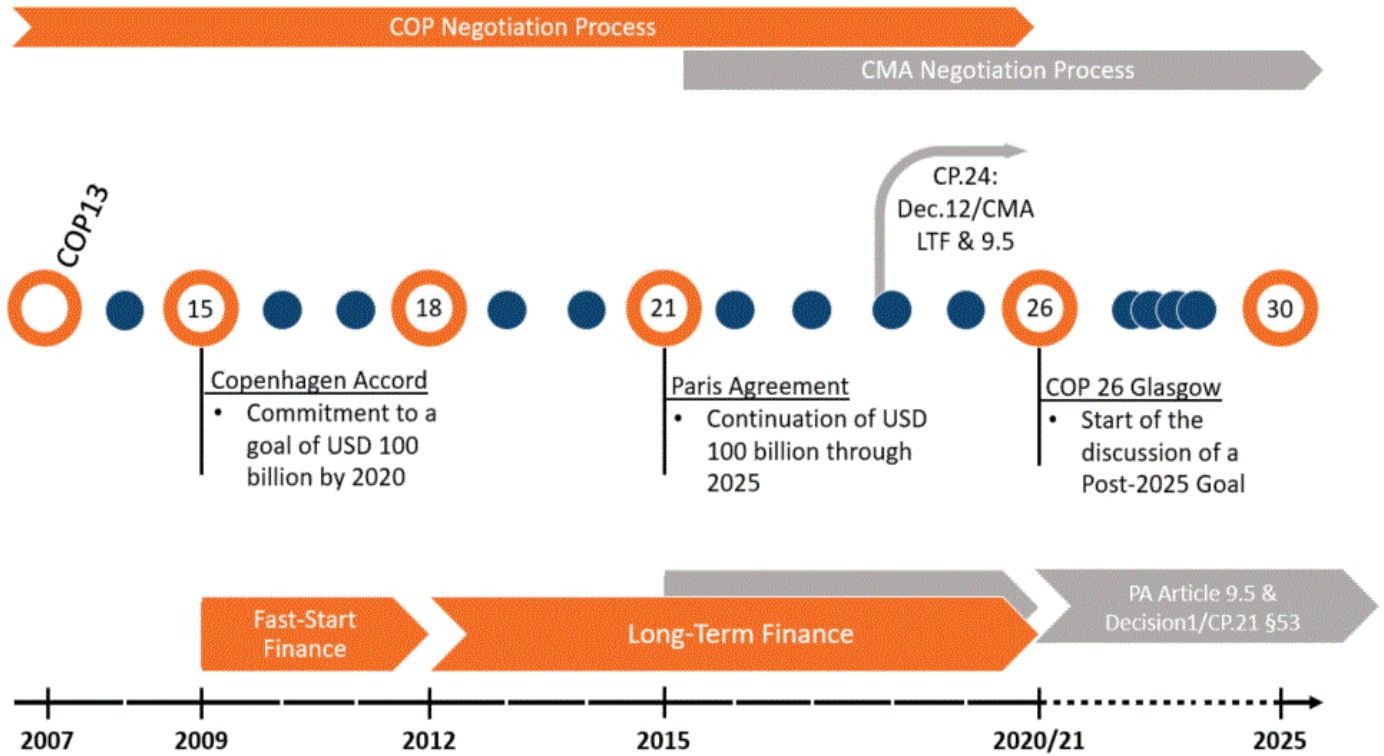 COP Negotiation Process
CMA Negotiation Process
COP13
CP.24:
Dec.12/CMA
LTF & 9.5
15
18
21
26
30
Copenhagen Accord
• Commitment to a
goal of USD 100
billion by 2020
Paris Agreement
• Continuation of USD
100 billion through
2025
COP 26 Glasgow
• Start of the
discussion of a
Post-2025 Goal
Fast-Start
Finance
Long-Term Finance
PA Article 9.5 &
Decision1/CP.21 §53
2007
2009
2012
2015
2020/21
2025